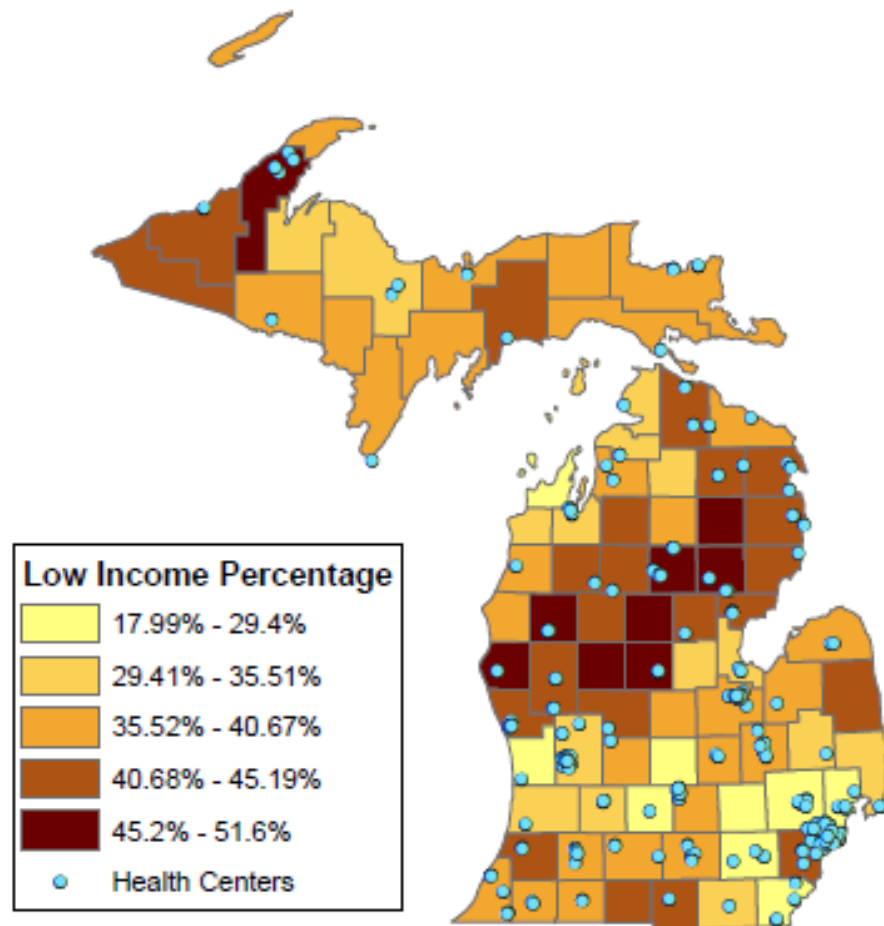 Low Income Percentage
17.99% - 29.4%
29.41% - 35.51%
35.52% - 40.67%
40.68% - 45.19%
45.2% - 51.6%
Health Centers